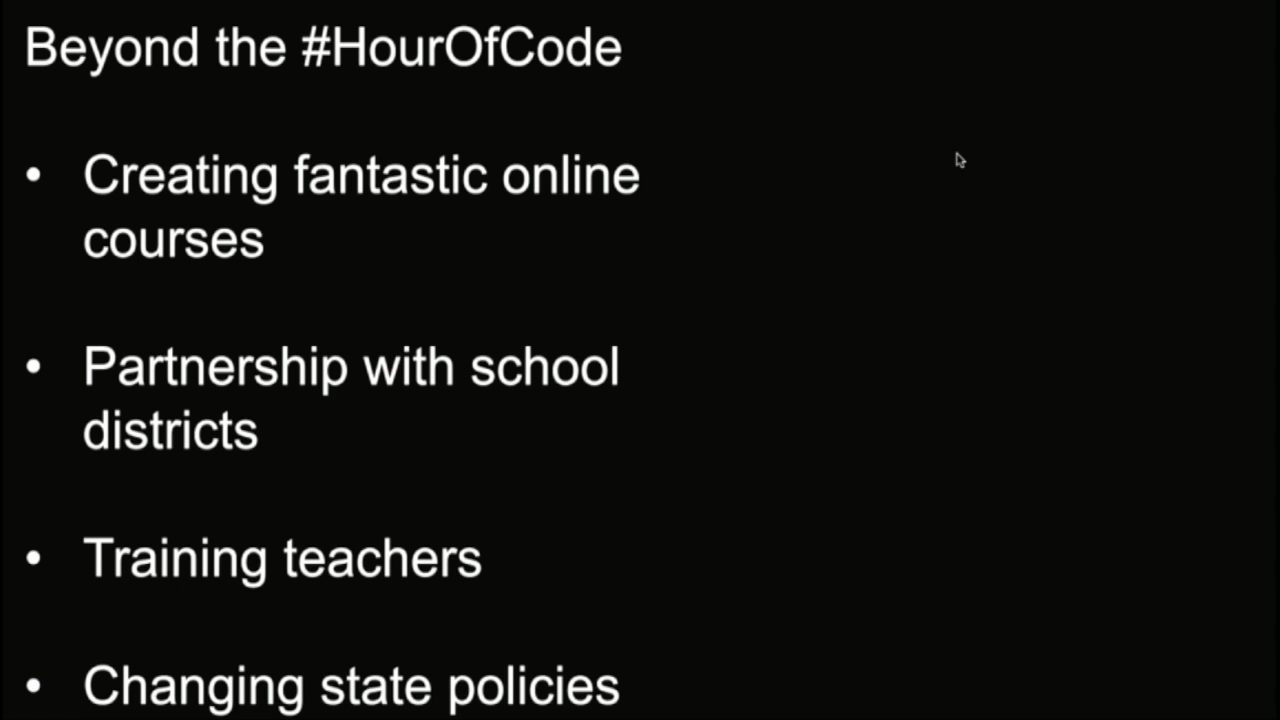 Beyond the #HourOfCode
• Creating fantastic online
courses
• Partnership with school
districts
• Training teachers
• Changing state policies